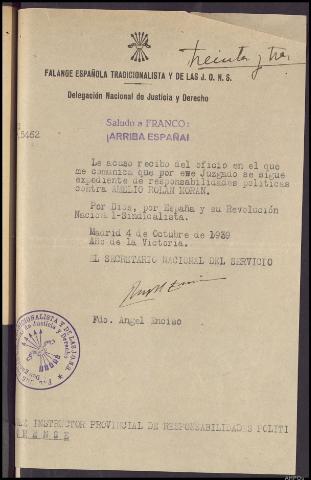 treinta y tres
FALANGE ESPAÑOLA TRADICIONALISTA Y DE LAS J. O. N. S.
Delegación Nacional de Justicia y Derecho
5462
Saludo a FRANCO:
¡ARRIBA ESPAÑA!
Le acuso recibo del oficio en el que
me comunica que por ese Juzgado se sigue
expediente de responsabilidades políticas
contra AMELIO ROLAN MORAN.
Por Dios, por España y su Revolución
Nacional-Sindicalista.
Madrid 4 de Octubre de 1939
Año de la Victoria.
EL SECRETARIO NACIONAL DEL SERVICIO
Fdo. Angel Enciso
INSTRUCTOR PROVINCIAL DE RESPONSABILIDADES POLITI
RENSE